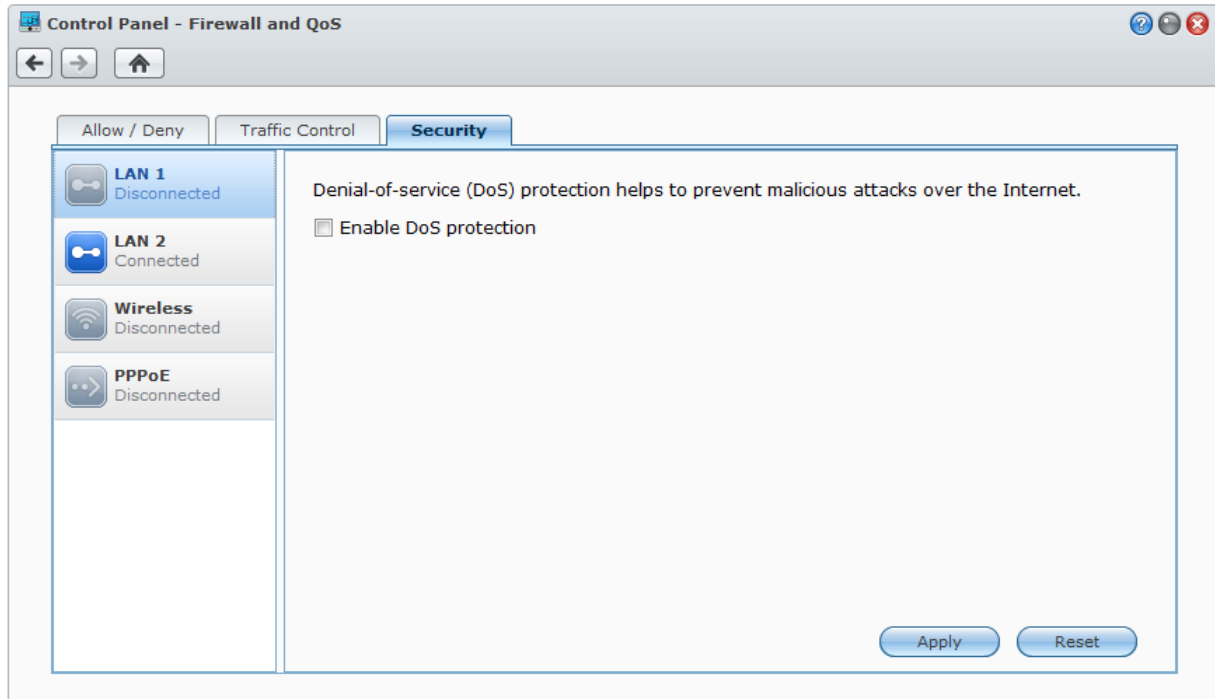 Control Panel - Firewall and QoS
Allow / Deny
Traffic Control
Security
LAN 1
Disconnected
LAN 2
Connected
Wireless
Disconnected
PPPoE
Disconnected
Denial-of-service (DoS) protection helps to prevent malicious attacks over the Internet.
Enable DoS protection
Apply
Reset